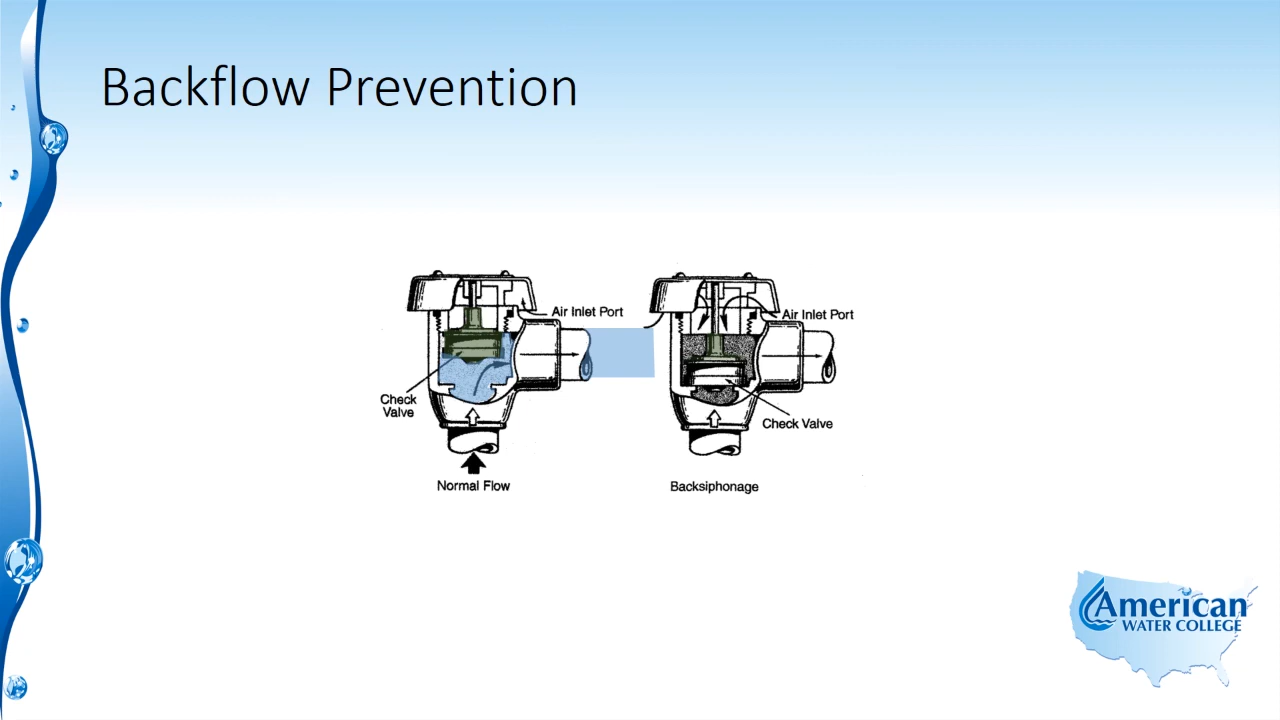 Backflow Prevention
Air Inlet Port
Check
Valve
Normal Flow
Air Inlet Port
Check Valve
Backsiphonage
American
WATER COLLEGE